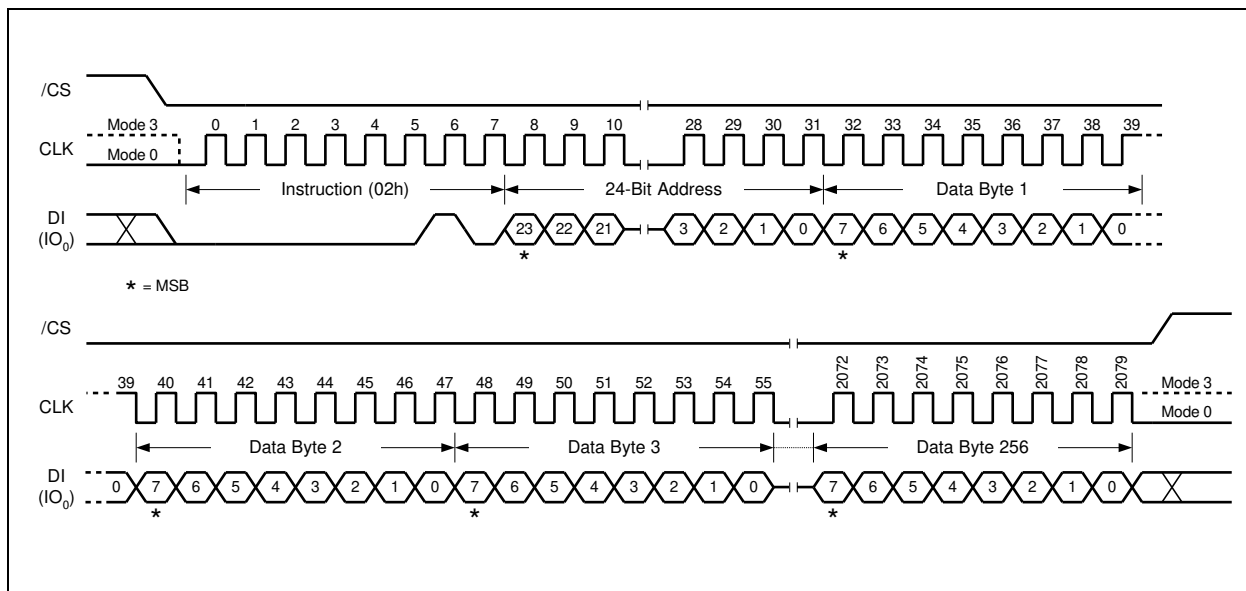 /CS
Mode 3 0 1 2 3 4 5 6 7 8 9 10 28 29 30 31 32 33 34 35 36 37 38 39
CLK
Mode 0
Instruction (02h) 24-Bit Address Data Byte 1
DI
(IO0) 23 22 21 3 2 1 0 7 6 5 4 3 2 1 0
* *
* = MSB
/CS
39 40 41 42 43 44 45 46 47 48 49 50 51 52 53 54 55 2072 2073 2074 2075 2076 2077 2078 2079 Mode 3
CLK Mode 0
Data Byte 2 Data Byte 3 Data Byte 256
DI
(IO0) 0 7 6 5 4 3 2 1 0 7 6 5 4 3 2 1 0 7 6 5 4 3 2 1 0
* * *